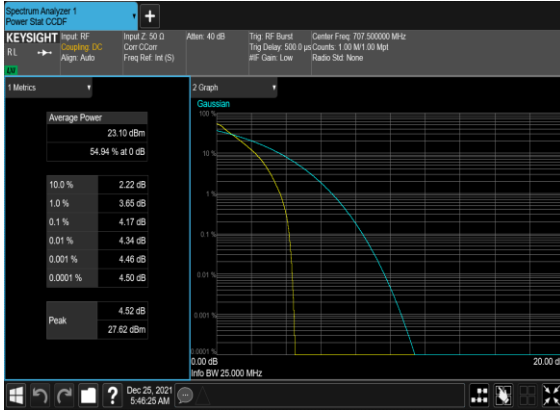 Spectrum Analyzer 1
Power Stat CCDF
+
KEYSIGHT
RL
Input: RF
Coupling: DC
Align: Auto
Input Z: 50 Ω
Corr CCorr
Freq Ref: Int (S)
Atten: 40 dB
Trig: RF Burst
Trig Delay: 500.0 µs
#IF Gain: Low
Center Freq: 707.500000 MHz
Counts: 1.00 M/1.00 Mpt
Radio Std: None
1 Metrics
Average Power
23.10 dBm
54.94 % at 0 dB
10.0 % 2.22 dB
1.0 % 3.65 dB
0.1 % 4.17 dB
0.01 % 4.34 dB
0.001 % 4.46 dB
0.0001 % 4.50 dB
Peak
4.52 dB
27.62 dBm
2 Graph
Gaussian
100 %
10 %
1 %
0.1 %
0.01 %
0.001 %
0.0001 %
0.00 dB
20.00 d
Info BW 25.000 MHz
?
Dec 25, 2021
5:46:25 AM